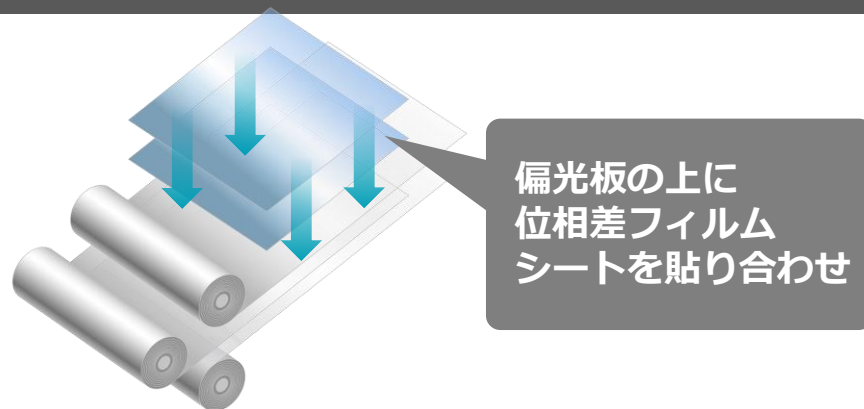 偏光板の上に
位相差フィルム
シートを貼り合わせ